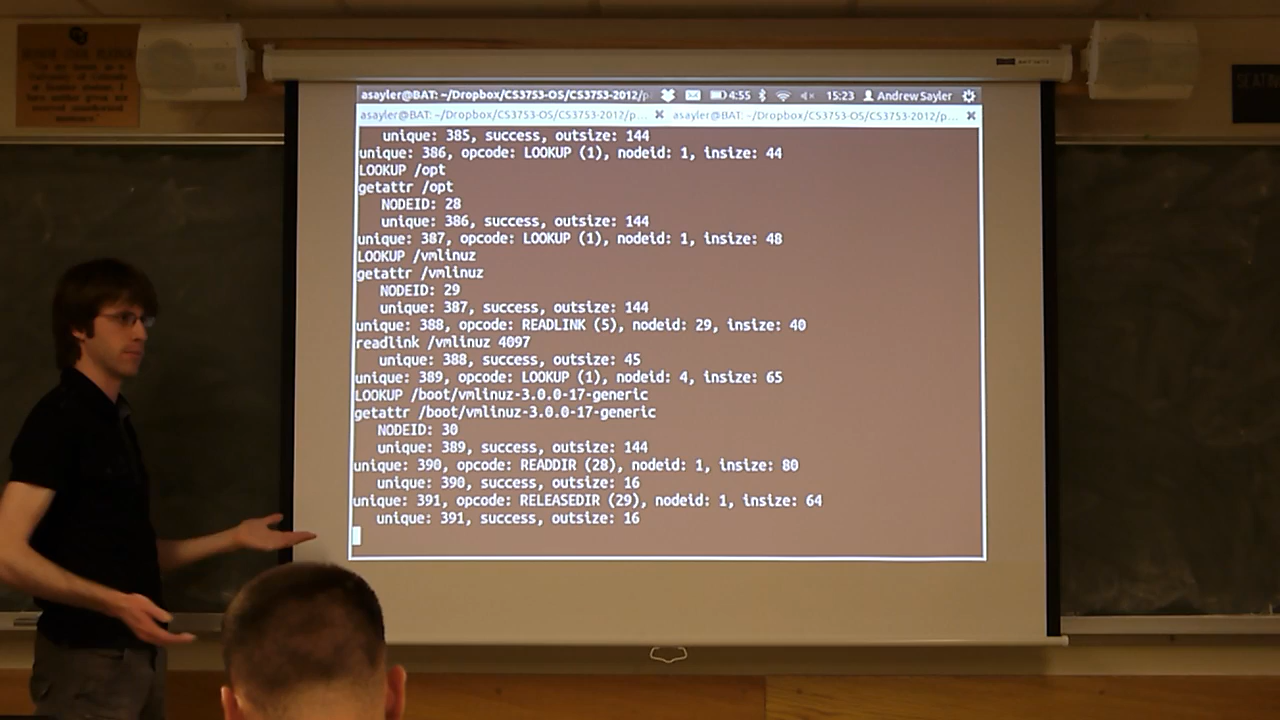 asayler@BAT: ~/Dropbox/CS3753-OS/CS3753-2012/p 4:55 15:23 Andrew Sayler
asayler@BAT: ~/Dropbox/CS3753-OS/CS3753-2012/p... asayler@BAT: ~/Dropbox/CS3753-OS/CS3753-2012/p...
unique: 385, success, outsize: 144
unique: 386, opcode: LOOKUP (1), nodeid: 1, insize: 44
LOOKUP /opt
getattr /opt
NODEID: 28
unique: 386, success, outsize: 144
unique: 387, opcode: LOOKUP (1), nodeid: 1, insize: 48
LOOKUP /vmlinuz
getattr /vmlinuz
NODEID: 29
unique: 387, success, outsize: 144
unique: 388, opcode: READLINK (5), nodeid: 29, insize: 40
readlink /vmlinuz 4097
unique: 388, success, outsize: 45
unique: 389, opcode: LOOKUP (1), nodeid: 4, insize: 65
LOOKUP /boot/vmlinuz-3.0.0-17-generic
getattr /boot/vmlinuz-3.0.0-17-generic
NODEID: 30
unique: 389, success, outsize: 144
unique: 390, opcode: READDIR (28), nodeid: 1, insize: 80
unique: 390, success, outsize: 16
unique: 391, opcode: RELEASEDIR (29), nodeid: 1, insize: 64
unique: 391, success, outsize: 16